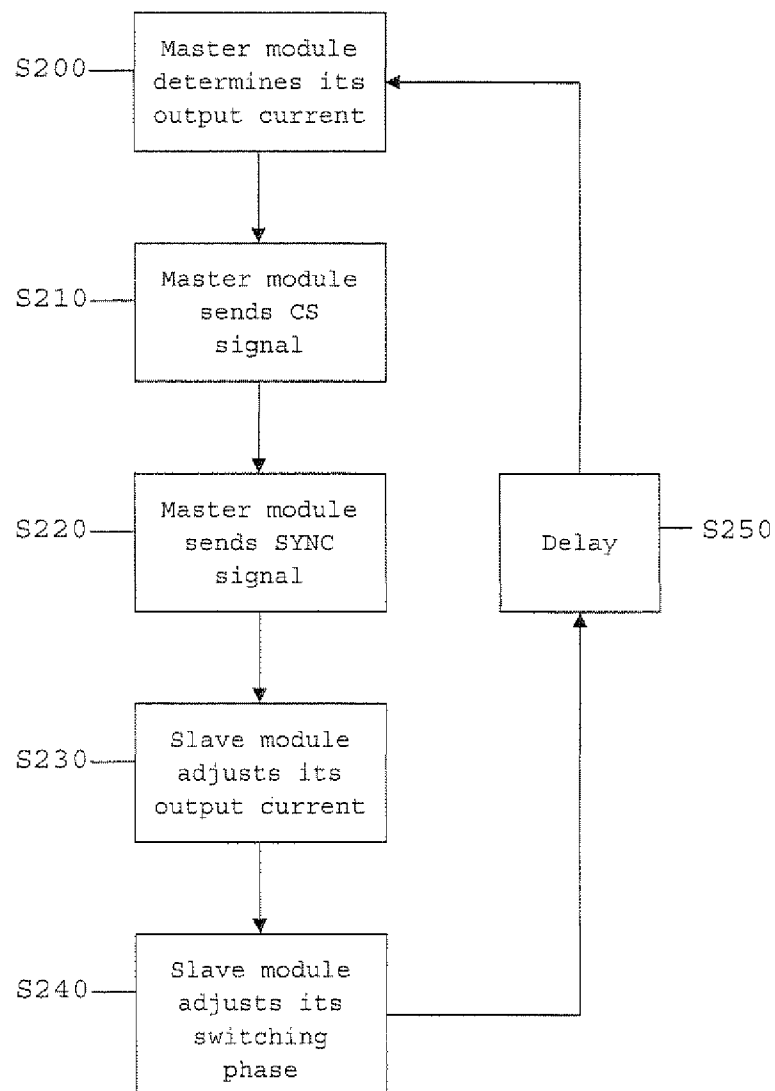 S200
Master module
determines its
output current
S210
Master module
sends CS
signal
S220
Master module
sends SYNC
signal
Delay
S250
S230
Slave module
adjusts its
output current
S240
Slave module
adjusts its
switching
phase